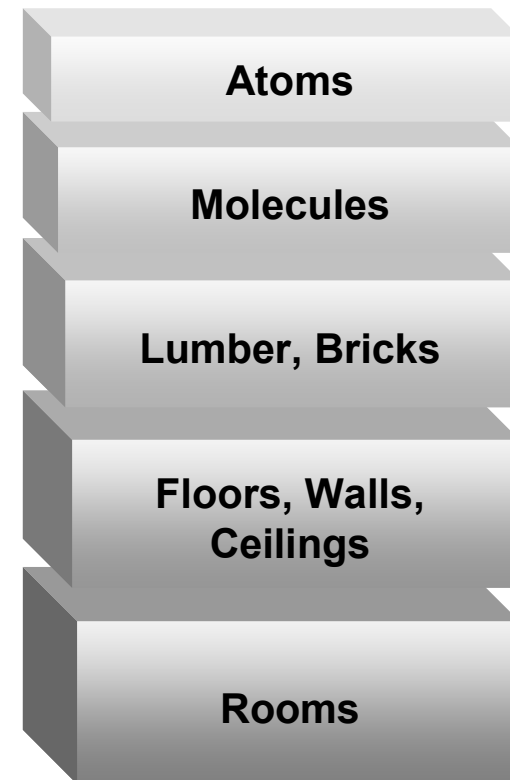 Atoms
Molecules
Lumber, Bricks
Floors, Walls,
Ceilings
Rooms